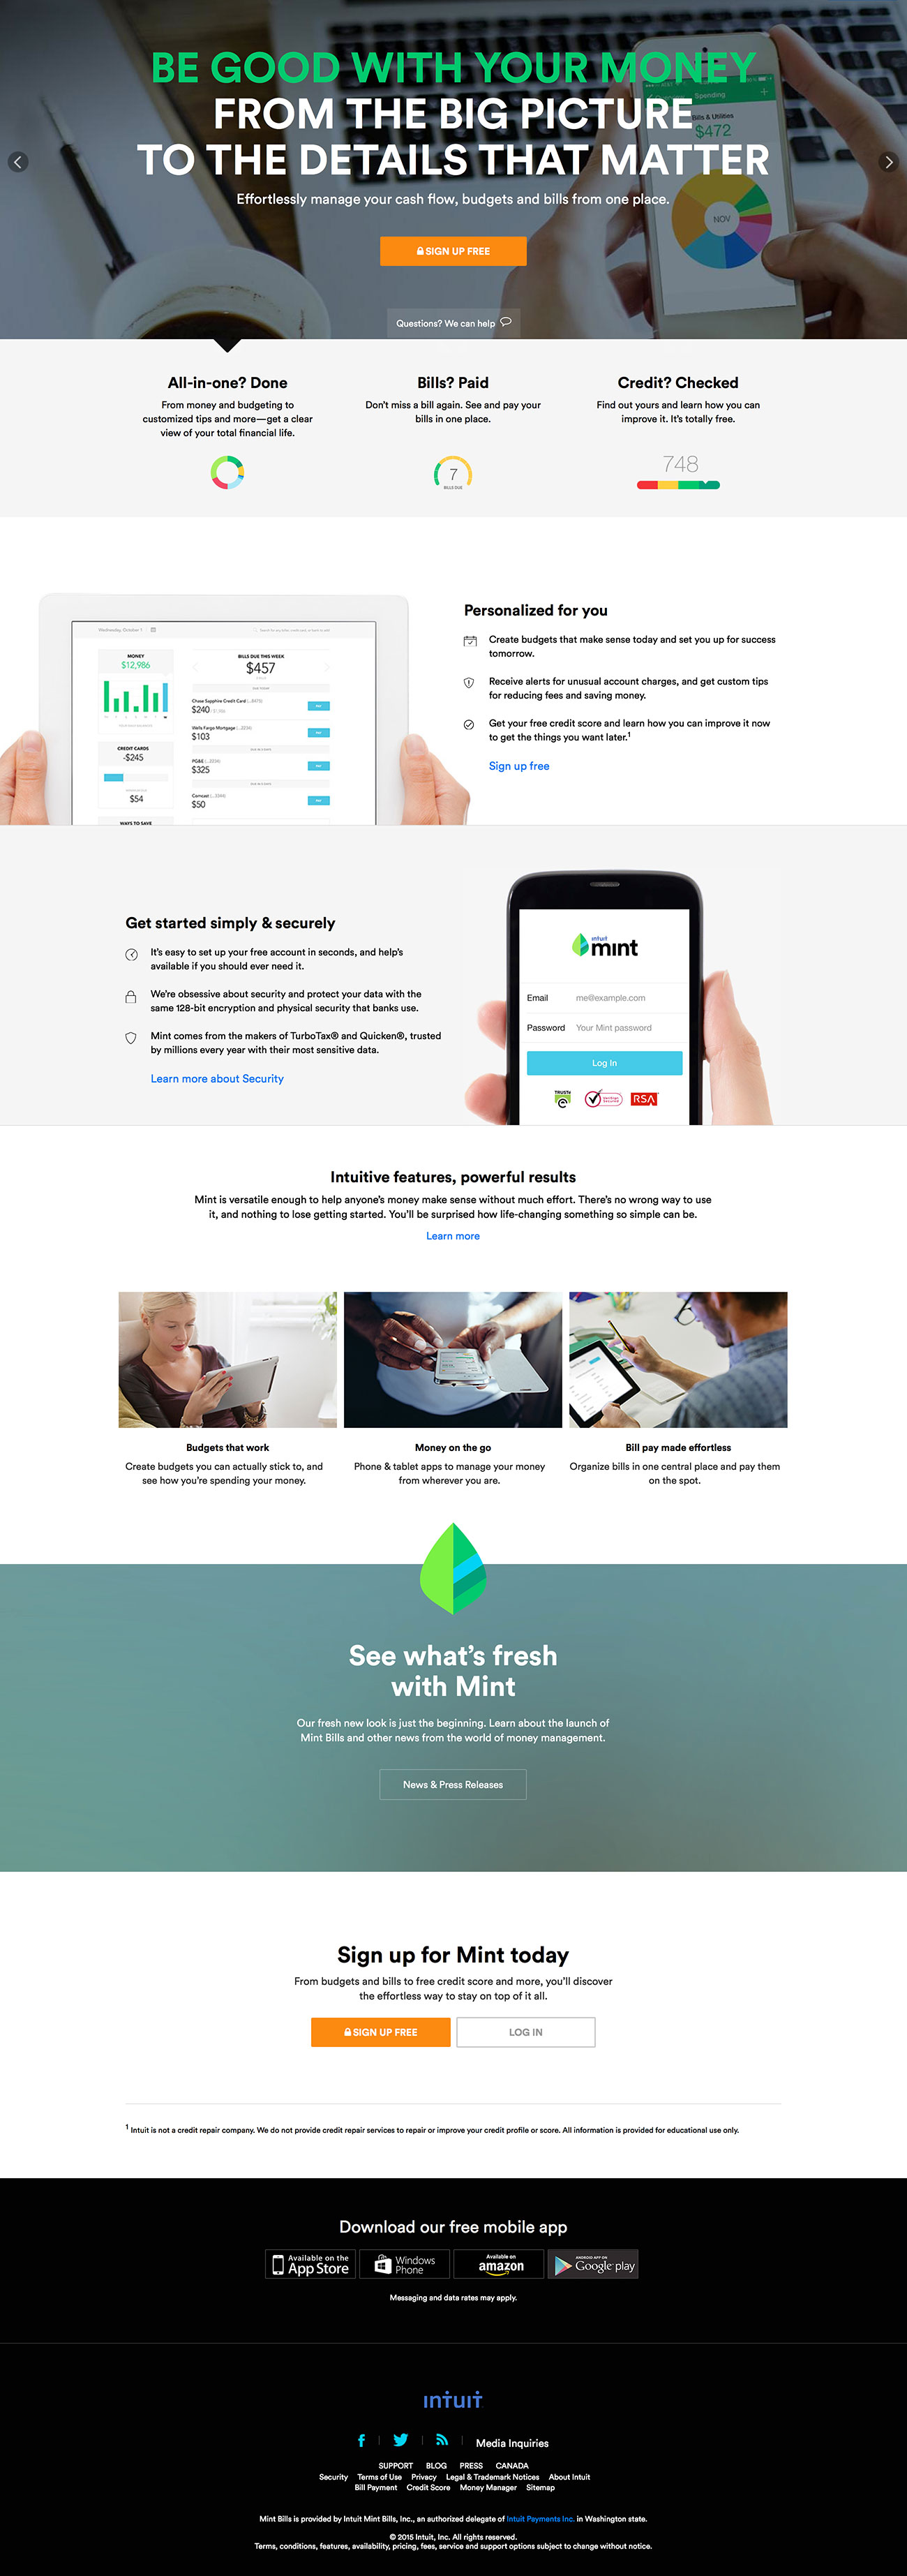 BE GOOD WITH YOUR MONEY
FROM THE BIG PICTURE
TO THE DETAILS THAT MATTER
Effortlessly manage your cash flow, budgets and bills from one place.
SIGN UP FREE
Questions? We can help
Spending
Bills & Utilities
$472
NOV
All-in-one? Done
From money and budgeting to
customized tips and more—get a clear
view of your total financial life.
Bills? Paid
Don't miss a bill again. See and pay your
bills in one place.
7
BILLS DUE
Credit? Checked
Find out yours and learn how you can
improve it. It's totally free.
748
Wednesday, October 1
MONEY
$12,986
CREDIT CARDS
-$245
$54
WAYS TO SAVE
BILLS DUE THIS WEEK
$457
DUE TODAY
Chase Sapphire Credit Card
$240
PAY
Wells Fargo Mortgage
$103
PAY
PG&E
$325
PAY
Comcast
$50
PAY
Personalized for you
Create budgets that make sense today and set you up for success
tomorrow.
Receive alerts for unusual account charges, and get custom tips
for reducing fees and saving money.
Get your free credit score and learn how you can improve it now
to get the things you want later.1
Sign up free
Get started simply & securely
It's easy to set up your free account in seconds, and help's
available if you should ever need it.
We're obsessive about security and protect your data with the
same 128-bit encryption and physical security that banks use.
Mint comes from the makers of TurboTax® and Quicken®, trusted
by millions every year with their most sensitive data.
Learn more about Security
intuit
mint
Email me@example.com
Password Your Mint password
Log In
TRUSTe
VeriSign
Secured
RSA
Intuitive features, powerful results
Mint is versatile enough to help anyone's money make sense without much effort. There's no wrong way to use
it, and nothing to lose getting started. You'll be surprised how life-changing something so simple can be.
Learn more
Budgets that work
Create budgets you can actually stick to, and
see how you're spending your money.
Money on the go
Phone & tablet apps to manage your money
from wherever you are.
Bill pay made effortless
Organize bills in one central place and pay them
on the spot.
See what's fresh
with Mint
Our fresh new look is just the beginning. Learn about the launch of
Mint Bills and other news from the world of money management.
News & Press Releases
Sign up for Mint today
From budgets and bills to free credit score and more, you'll discover
the effortless way to stay on top of it all.
SIGN UP FREE
LOG IN
1 Intuit is not a credit repair company. We do not provide credit repair services to repair or improve your credit profile or score. All information is provided for educational use only.
Download our free mobile app
Available on the
App Store
Windows
Phone
Available on
amazon
ANDROID APP ON
Google play
Messaging and data rates may apply.
intuit
Media Inquiries
SUPPORT BLOG PRESS CANADA
Security Terms of Use Privacy Legal & Trademark Notices About Intuit
Bill Payment Credit Score Money Manager Sitemap
Mint Bills is provided by Intuit Mint Bills, Inc., an authorized delegate of Intuit Payments Inc. in Washington state.
© 2015 Intuit, Inc. All rights reserved.
Terms, conditions, features, availability, pricing, fees, service and support options subject to change without notice.